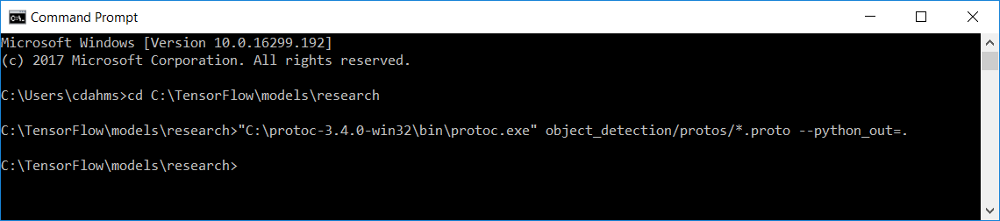 Command Prompt
Microsoft Windows [Version 10.0.16299.192]
(c) 2017 Microsoft Corporation. All rights reserved.
C:\Users\cdahms>cd C:\TensorFlow\models\research
C:\TensorFlow\models\research>"C:\protoc-3.4.0-win32\bin\protoc.exe" object_detection/protos/*.proto --python_out=.
C:\TensorFlow\models\research>